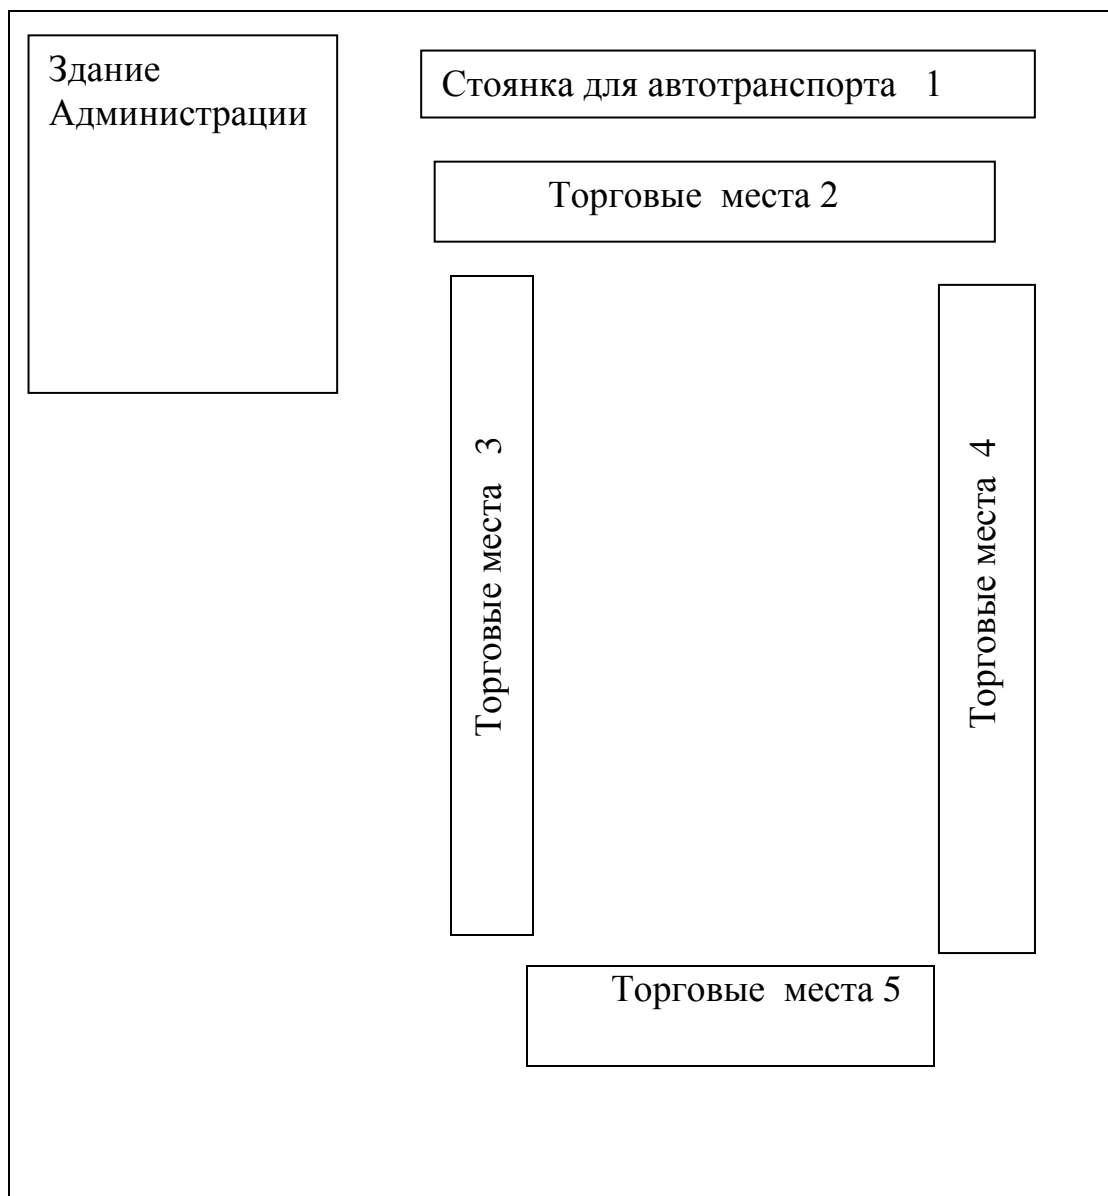 Здание
Администрации
Стоянка для автотранспорта 1
Торговые места 2
Торговые места 3
Торговые места 4
Торговые места 5